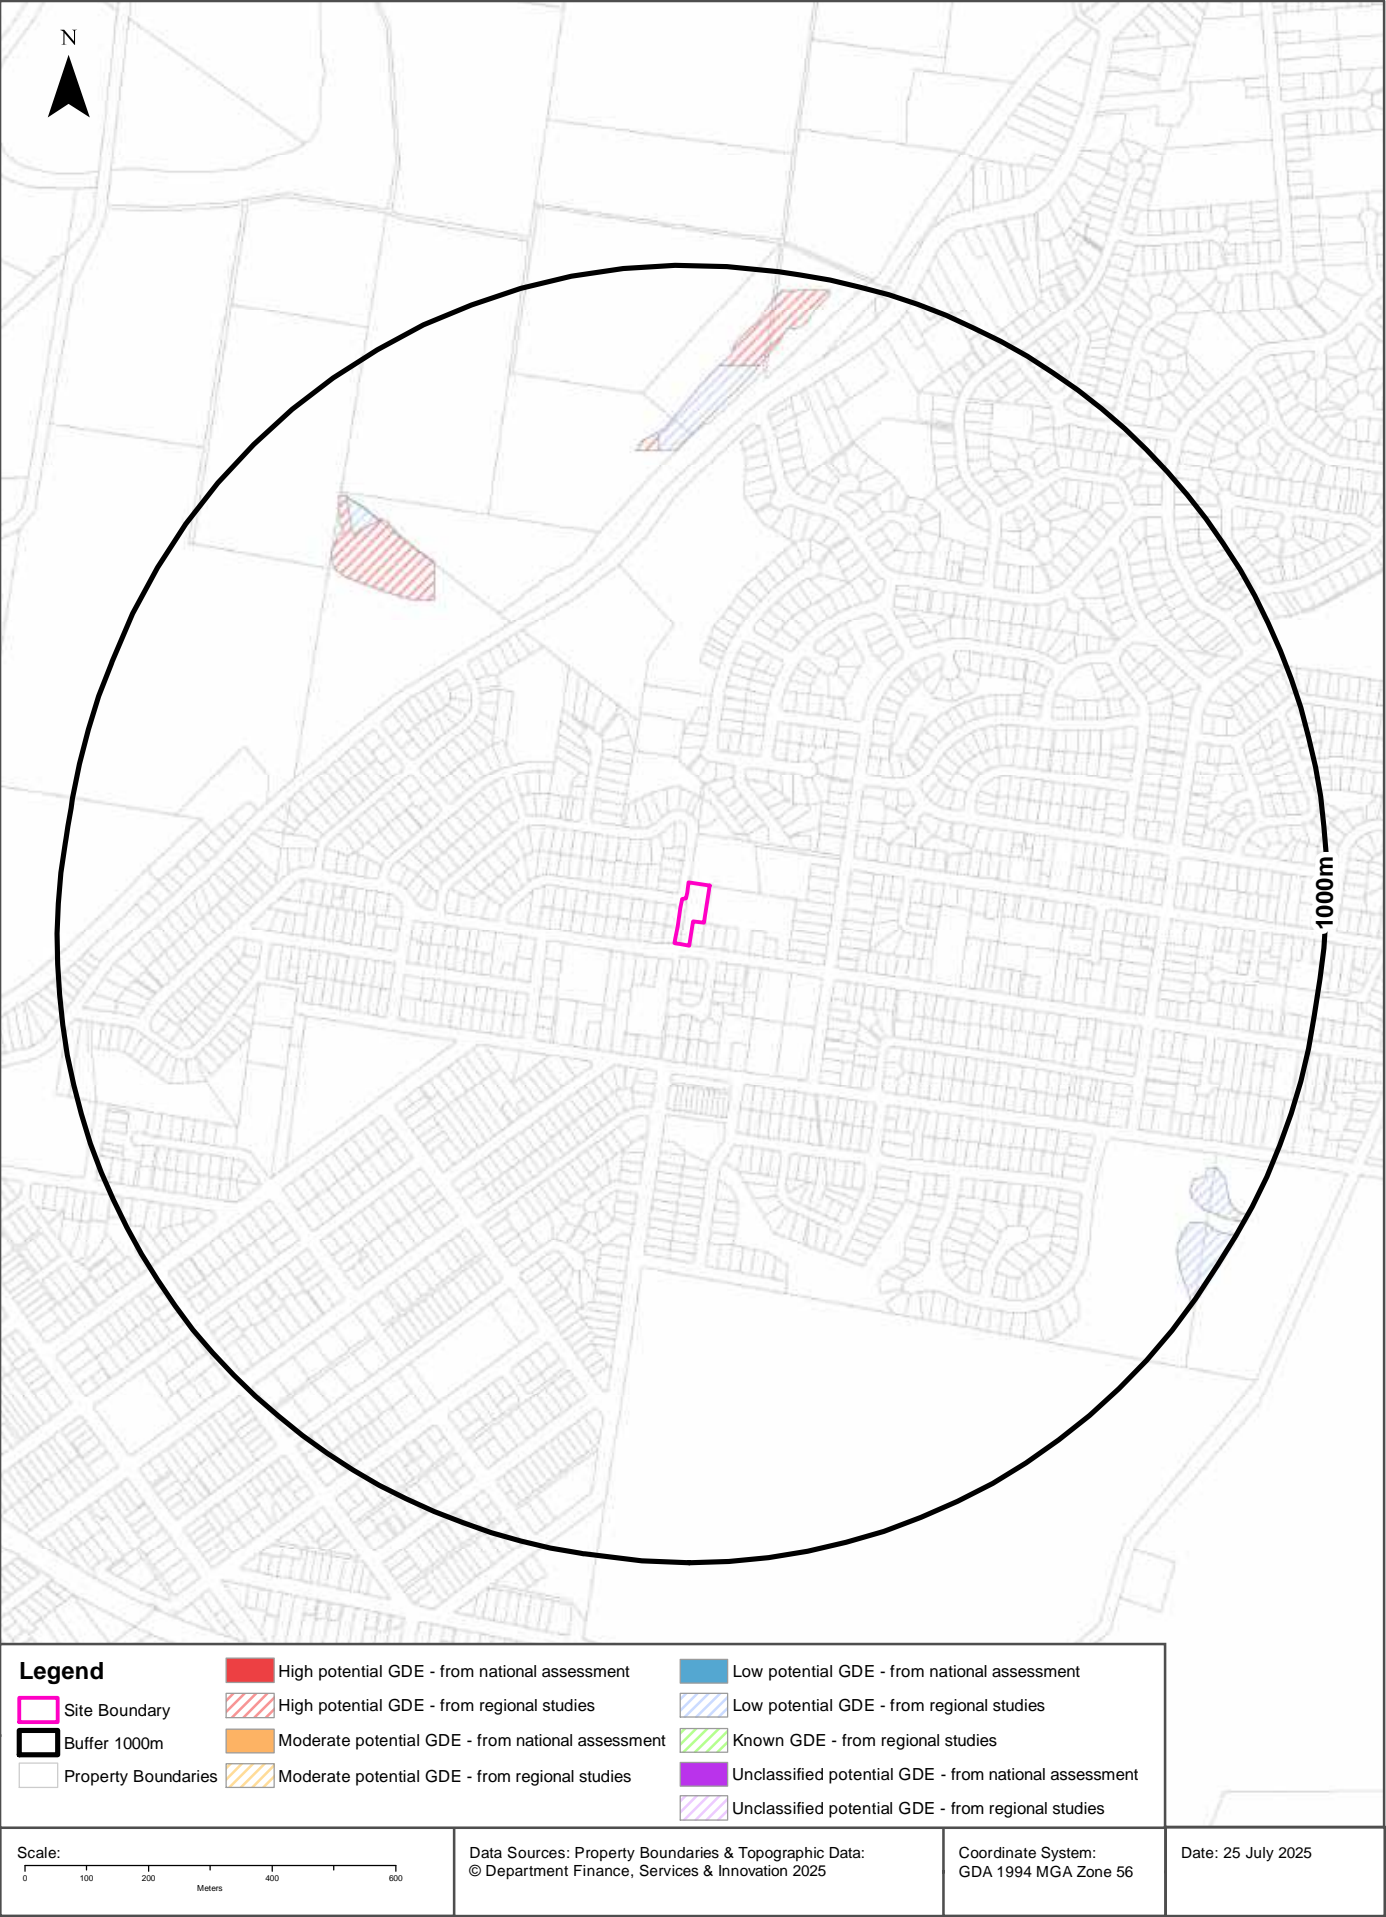 N
1000m
Legend
Site Boundary
Buffer 1000m
Property Boundaries
High potential GDE - from national assessment
High potential GDE - from regional studies
Moderate potential GDE - from national assessment
Moderate potential GDE - from regional studies
Low potential GDE - from national assessment
Low potential GDE - from regional studies
Known GDE - from regional studies
Unclassified potential GDE - from national assessment
Unclassified potential GDE - from regional studies
Scale:
0 100 200 400 600
Meters
Data Sources: Property Boundaries & Topographic Data:
© Department Finance, Services & Innovation 2025
Coordinate System:
GDA 1994 MGA Zone 56
Date: 25 July 2025